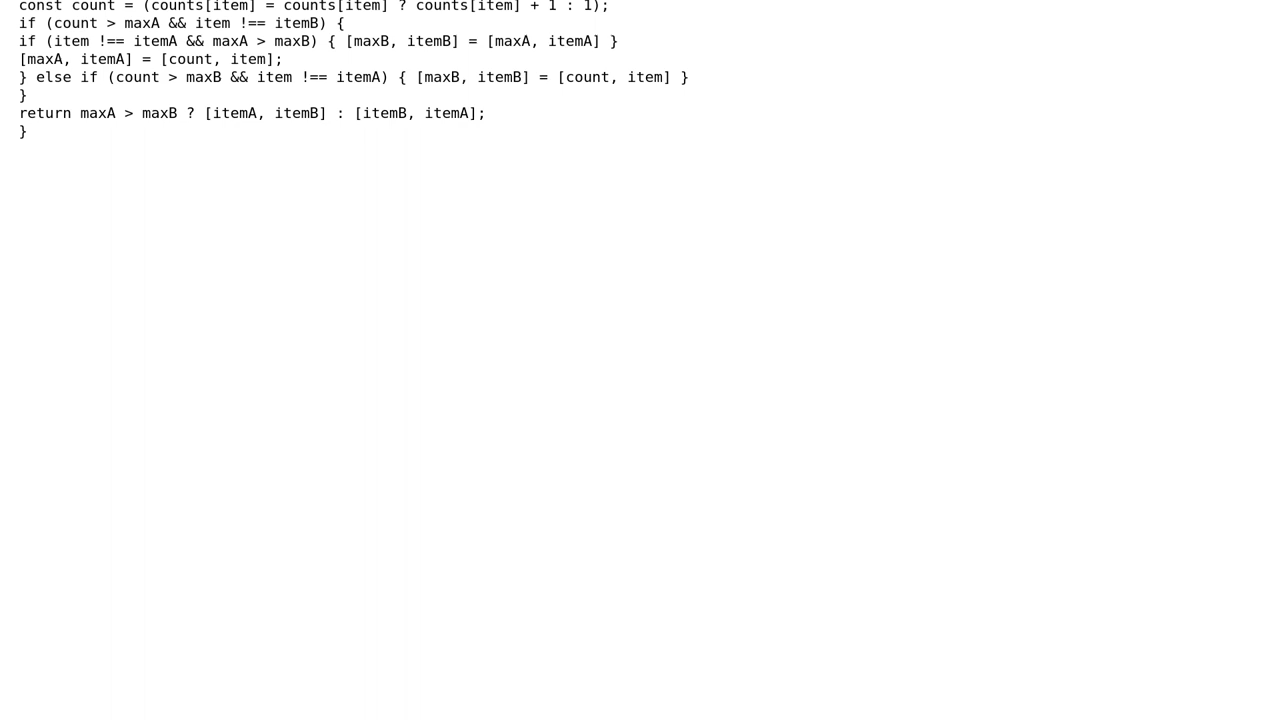 const count = (counts[item] = counts[item] ? counts[item] + 1 : 1);
if (count > maxA && item !== itemB) {
if (item !== itemA && maxA > maxB) { [maxB, itemB] = [maxA, itemA] }
[maxA, itemA] = [count, item];
} else if (count > maxB && item !== itemA) { [maxB, itemB] = [count, item] }
}
return maxA > maxB ? [itemA, itemB] : [itemB, itemA];
}